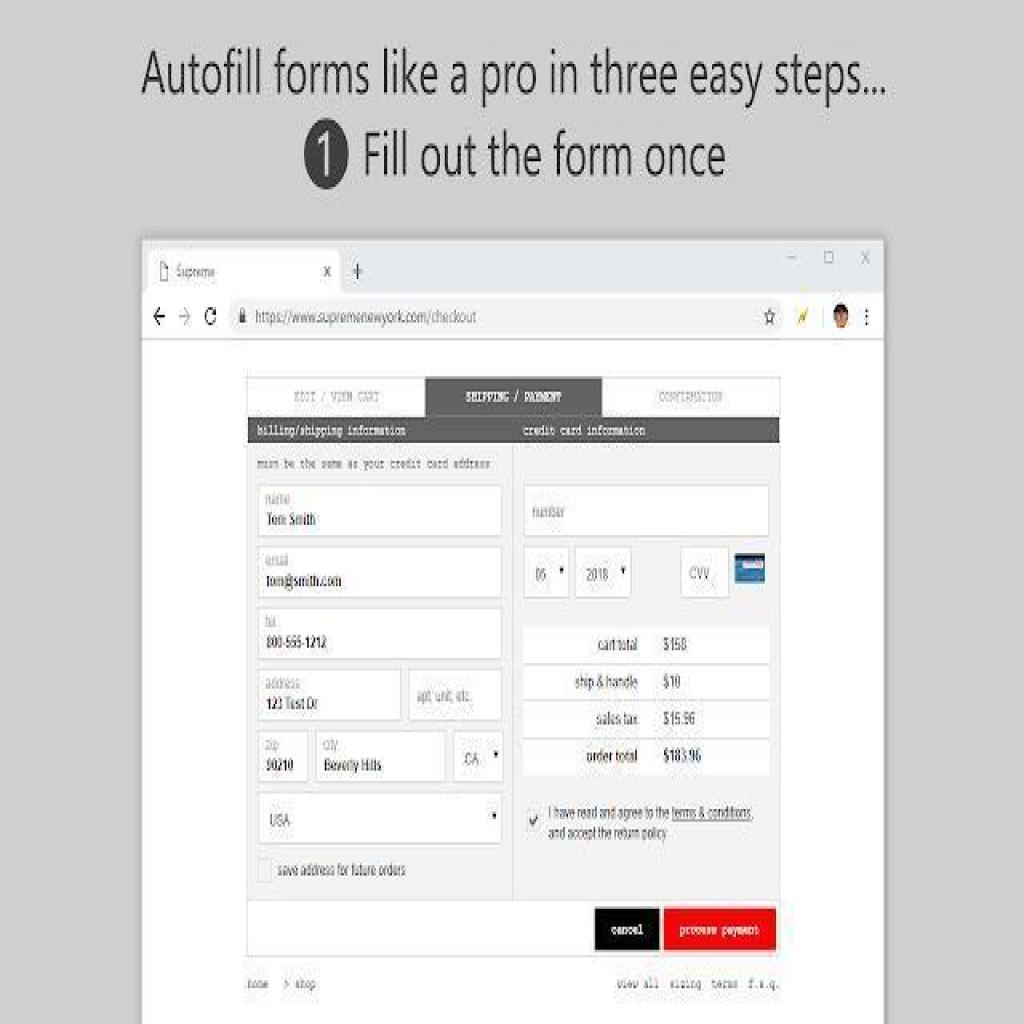 Autofill forms like a pro in three easy steps...
1 Fill out the form once
Supreme
https://www.supremenewyork.com/checkout
EDIT / VIEW CART
SHIPPING / PAYMENT
CONFIRMATION
billing/shipping information
credit card information
must be the same as your credit card address
name
Tom Smith
number
email
tom@smith.com
06
2018
CVV
tel
800-555-1212
cart total $158
ship & handle $10
address
123 Test Dr
apt, unit, etc.
sales tax $15.96
zip
90210
city
Beverly Hills
CA
order total $183.96
USA
I have read and agree to the terms & conditions,
and accept the return policy
save address for future orders
cancel
process payment
home > shop
view all sizing terms f.a.q.